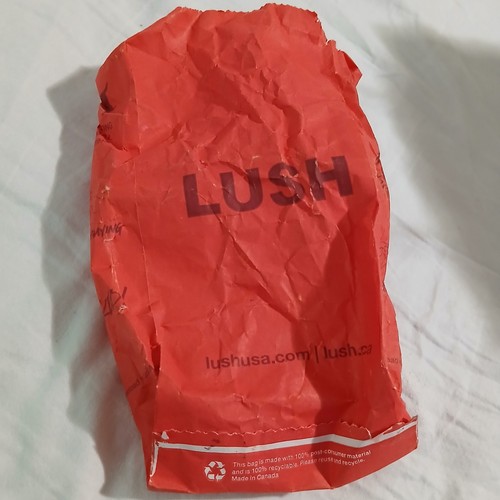 LUSH
lushusa.com | lush.ca
This bag is made with 100% post-consumer material
and is 100% recyclable. Please reuse and recycle.
Made in Canada